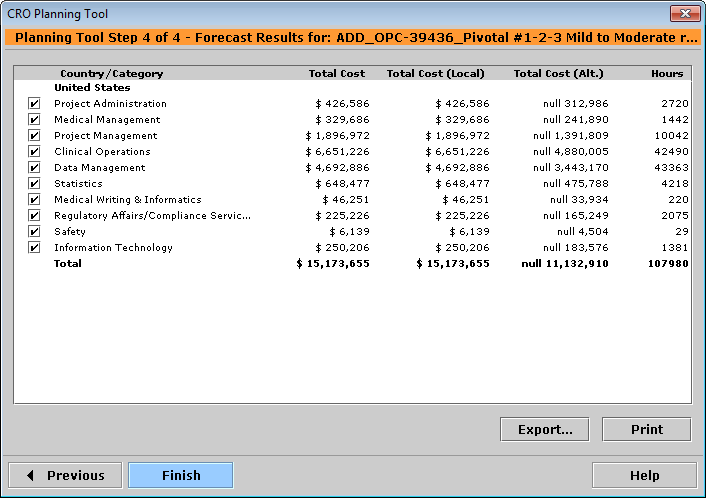 CRO Planning Tool
Planning Tool Step 4 of 4 - Forecast Results for: ADD_OPC-39436_Pivotal #1-2-3 Mild to Moderate r...
Country/Category Total Cost Total Cost (Local) Total Cost (Alt.) Hours
United States
Project Administration $ 426,586 $ 426,586 null 312,986 2720
Medical Management $ 329,686 $ 329,686 null 241,890 1442
Project Management $ 1,896,972 $ 1,896,972 null 1,391,809 10042
Clinical Operations $ 6,651,226 $ 6,651,226 null 4,880,005 42490
Data Management $ 4,692,886 $ 4,692,886 null 3,443,170 43363
Statistics $ 648,477 $ 648,477 null 475,788 4218
Medical Writing & Informatics $ 46,251 $ 46,251 null 33,934 220
Regulatory Affairs/Compliance Servic... $ 225,226 $ 225,226 null 165,249 2075
Safety $ 6,139 $ 6,139 null 4,504 29
Information Technology $ 250,206 $ 250,206 null 183,576 1381
Total $ 15,173,655 $ 15,173,655 null 11,132,910 107980
Export... Print
Previous Finish Help